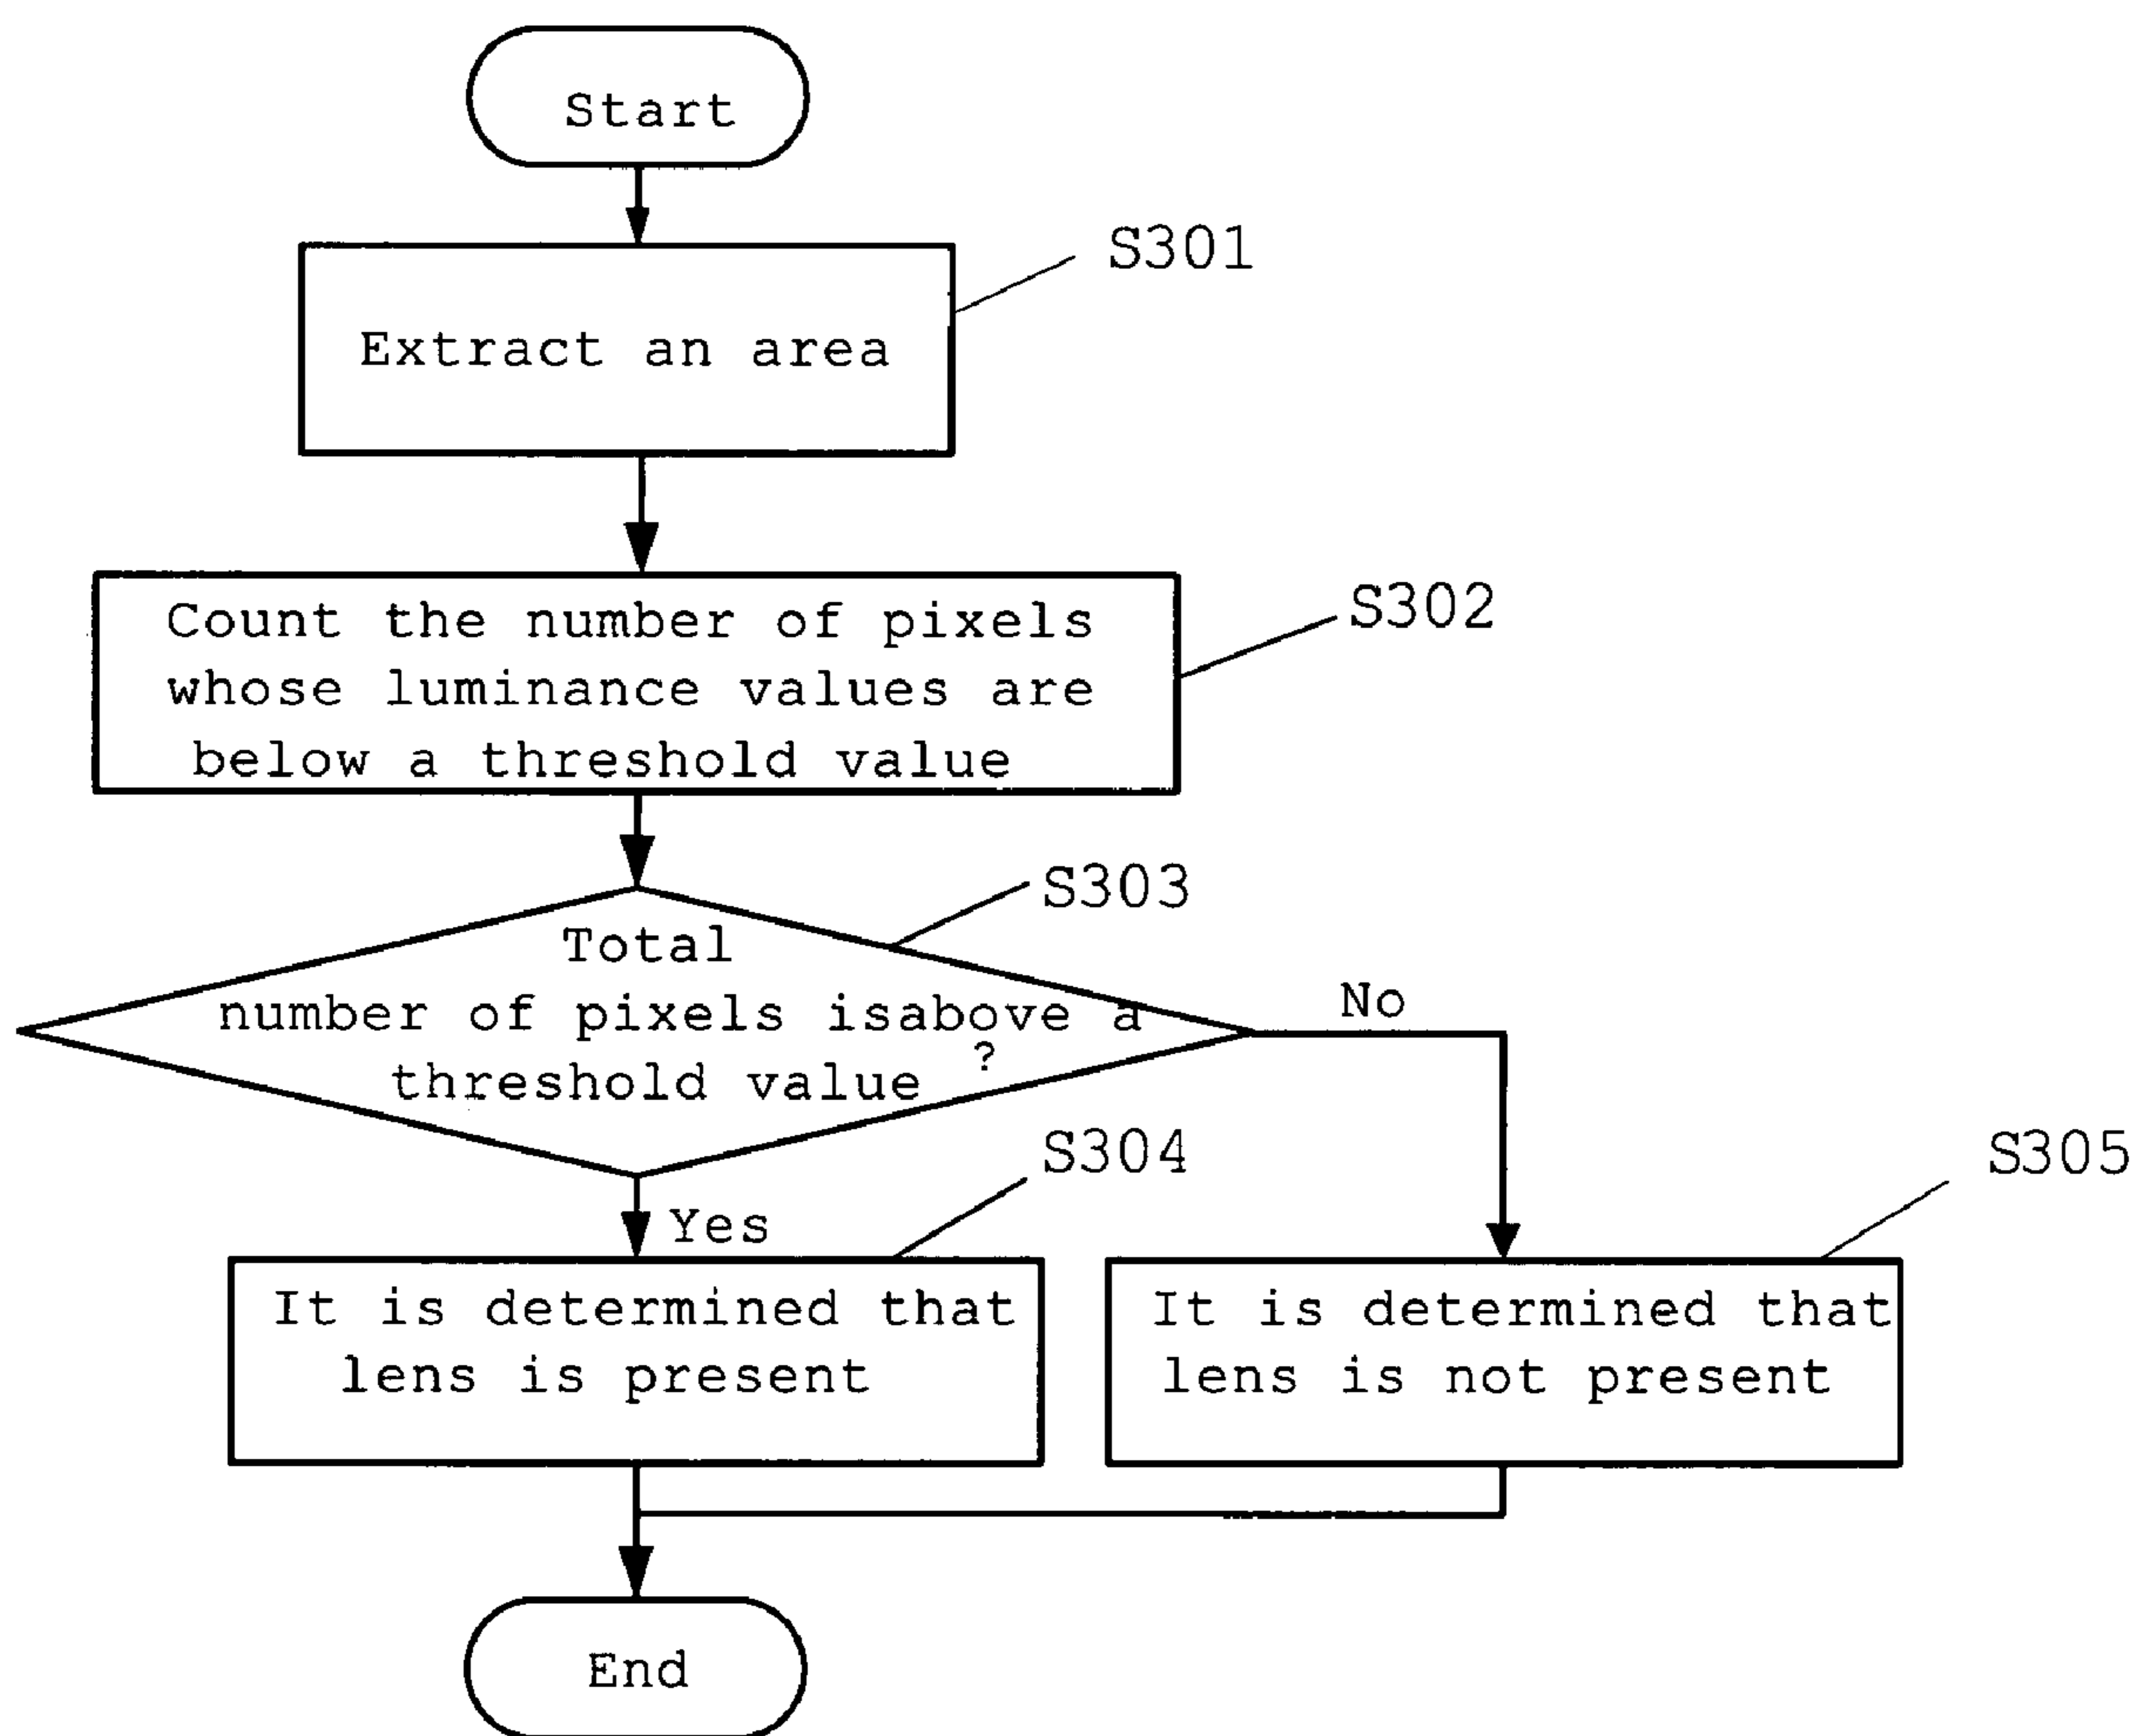 Start
S301
Extract an area
S302
Count the number of pixels
whose luminance values are
below a threshold value
S303
Total
number of pixels isabove a
threshold value ?
No
Yes
S304
It is determined that
lens is present
S305
It is determined that
lens is not present
End